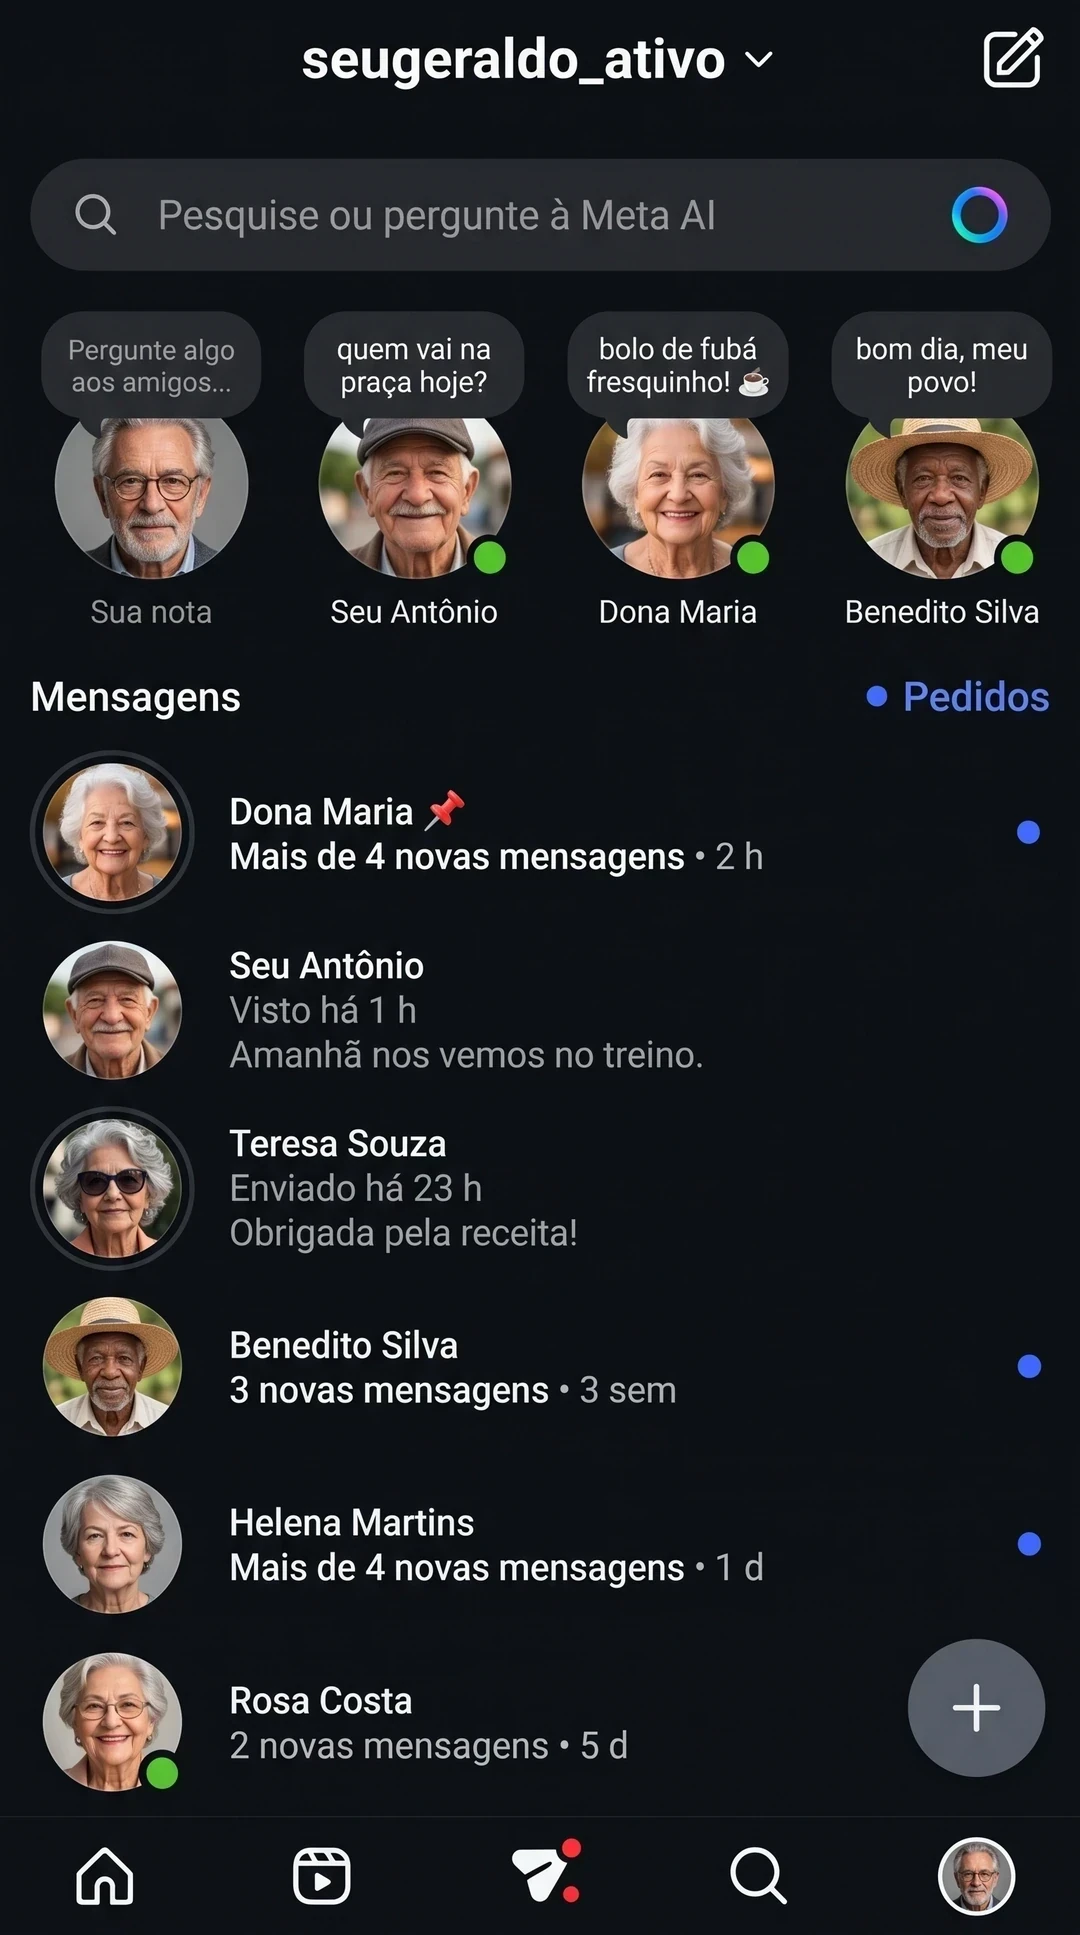 seugeraldo_ativo
Pesquise ou pergunte à Meta AI
Pergunte algo
aos amigos...
quem vai na
praça hoje?
bolo de fubá
fresquinho! ☕
bom dia, meu
povo!
Sua nota
Seu Antônio
Dona Maria
Benedito Silva
Mensagens
Pedidos
Dona Maria 📌
Mais de 4 novas mensagens • 2 h
Seu Antônio
Visto há 1 h
Amanhã nos vemos no treino.
Teresa Souza
Enviado há 23 h
Obrigada pela receita!
Benedito Silva
3 novas mensagens • 3 sem
Helena Martins
Mais de 4 novas mensagens • 1 d
Rosa Costa
2 novas mensagens • 5 d